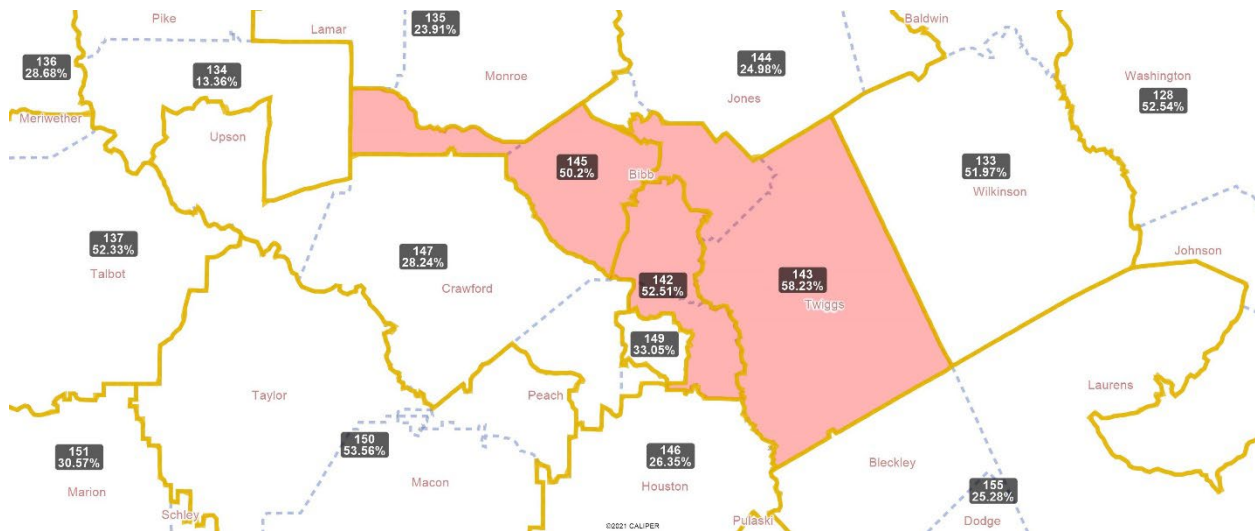 Pike
Lamar
135
23.91%
Baldwin
136
28.68%
134
13.36%
144
24.98%
Monroe
Washington
128
52.54%
Jones
Meriwether
Upson
145
50.2%
Bibb
133
51.97%
Wilkinson
137
52.33%
Talbot
147
28.24%
Crawford
142
52.51%
143
58.23%
Twiggs
Johnson
149
33.05%
Taylor
Peach
Laurens
151
30.57%
Marion
150
53.56%
Macon
146
26.35%
Houston
Bleckley
155
25.28%
Dodge
Schley
©2021 CALIPER
Pulaski